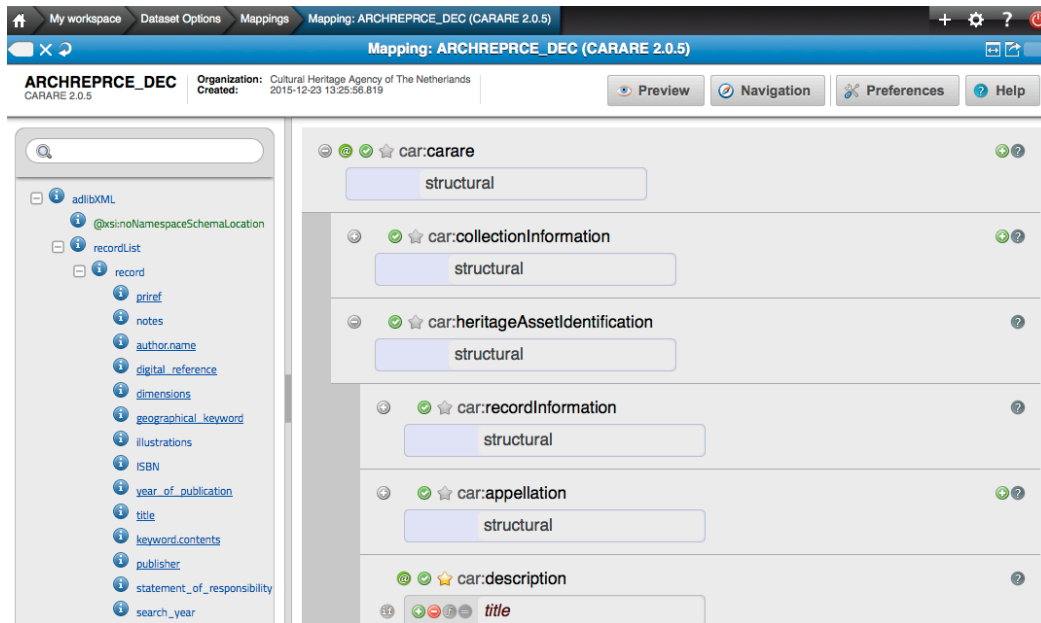 My workspace Dataset Options Mappings Mapping: ARCHREPRCE_DEC (CARARE 2.0.5)
Mapping: ARCHREPRCE_DEC (CARARE 2.0.5)
ARCHREPRCE_DEC
CARARE 2.0.5
Organization: Cultural Heritage Agency of The Netherlands
Created: 2015-12-23 13:25:56.819
Preview Navigation Preferences Help
adlibXML
@xsi:noNamespaceSchemaLocation
recordList
record
priref
notes
author.name
digital_reference
dimensions
geographical_keyword
illustrations
ISBN
year_of_publication
title
keyword.contents
publisher
statement_of_responsibility
search_year
car:carare
structural
car:collectionInformation
structural
car:heritageAssetIdentification
structural
car:recordInformation
structural
car:appellation
structural
car:description
title